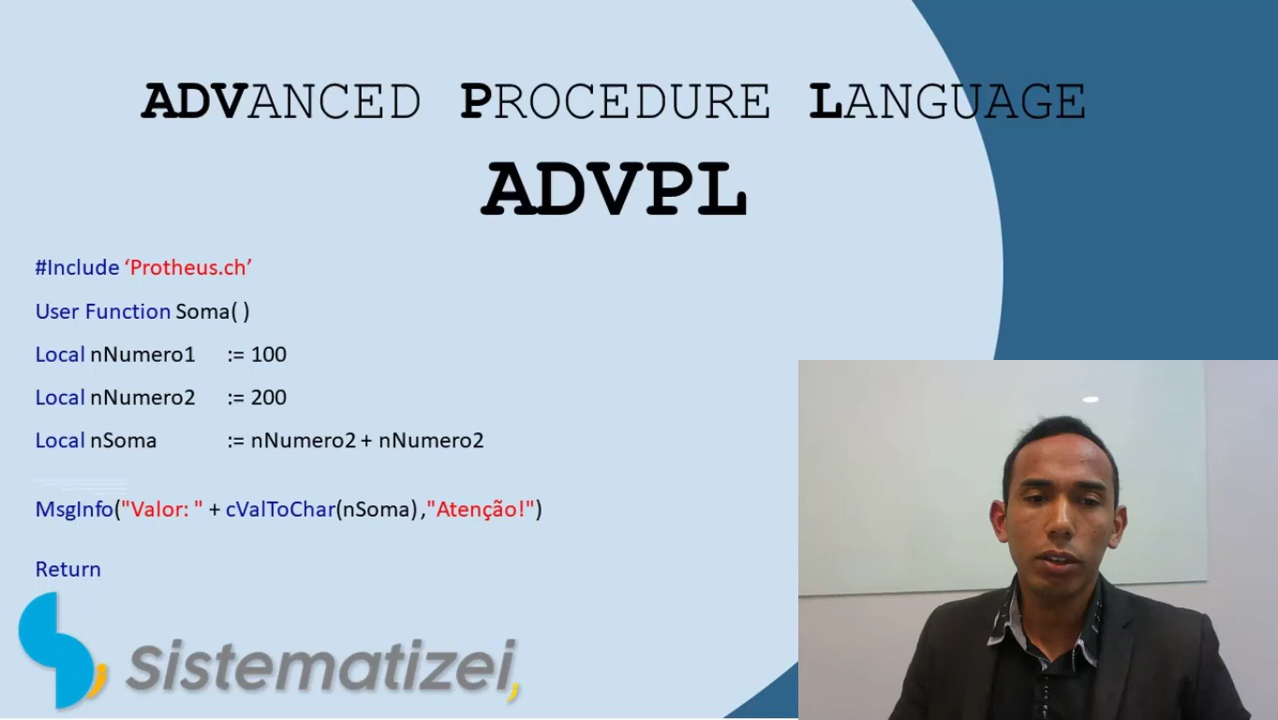 ADVANCED PROCEDURE LANGUAGE
ADVPL
#Include ‘Protheus.ch’
User Function Soma( )
Local nNumero1 := 100
Local nNumero2 := 200
Local nSoma := nNumero2 + nNumero2
MsgInfo("Valor: " + cValToChar(nSoma) ,"Atenção!")
Return
sistematizei,